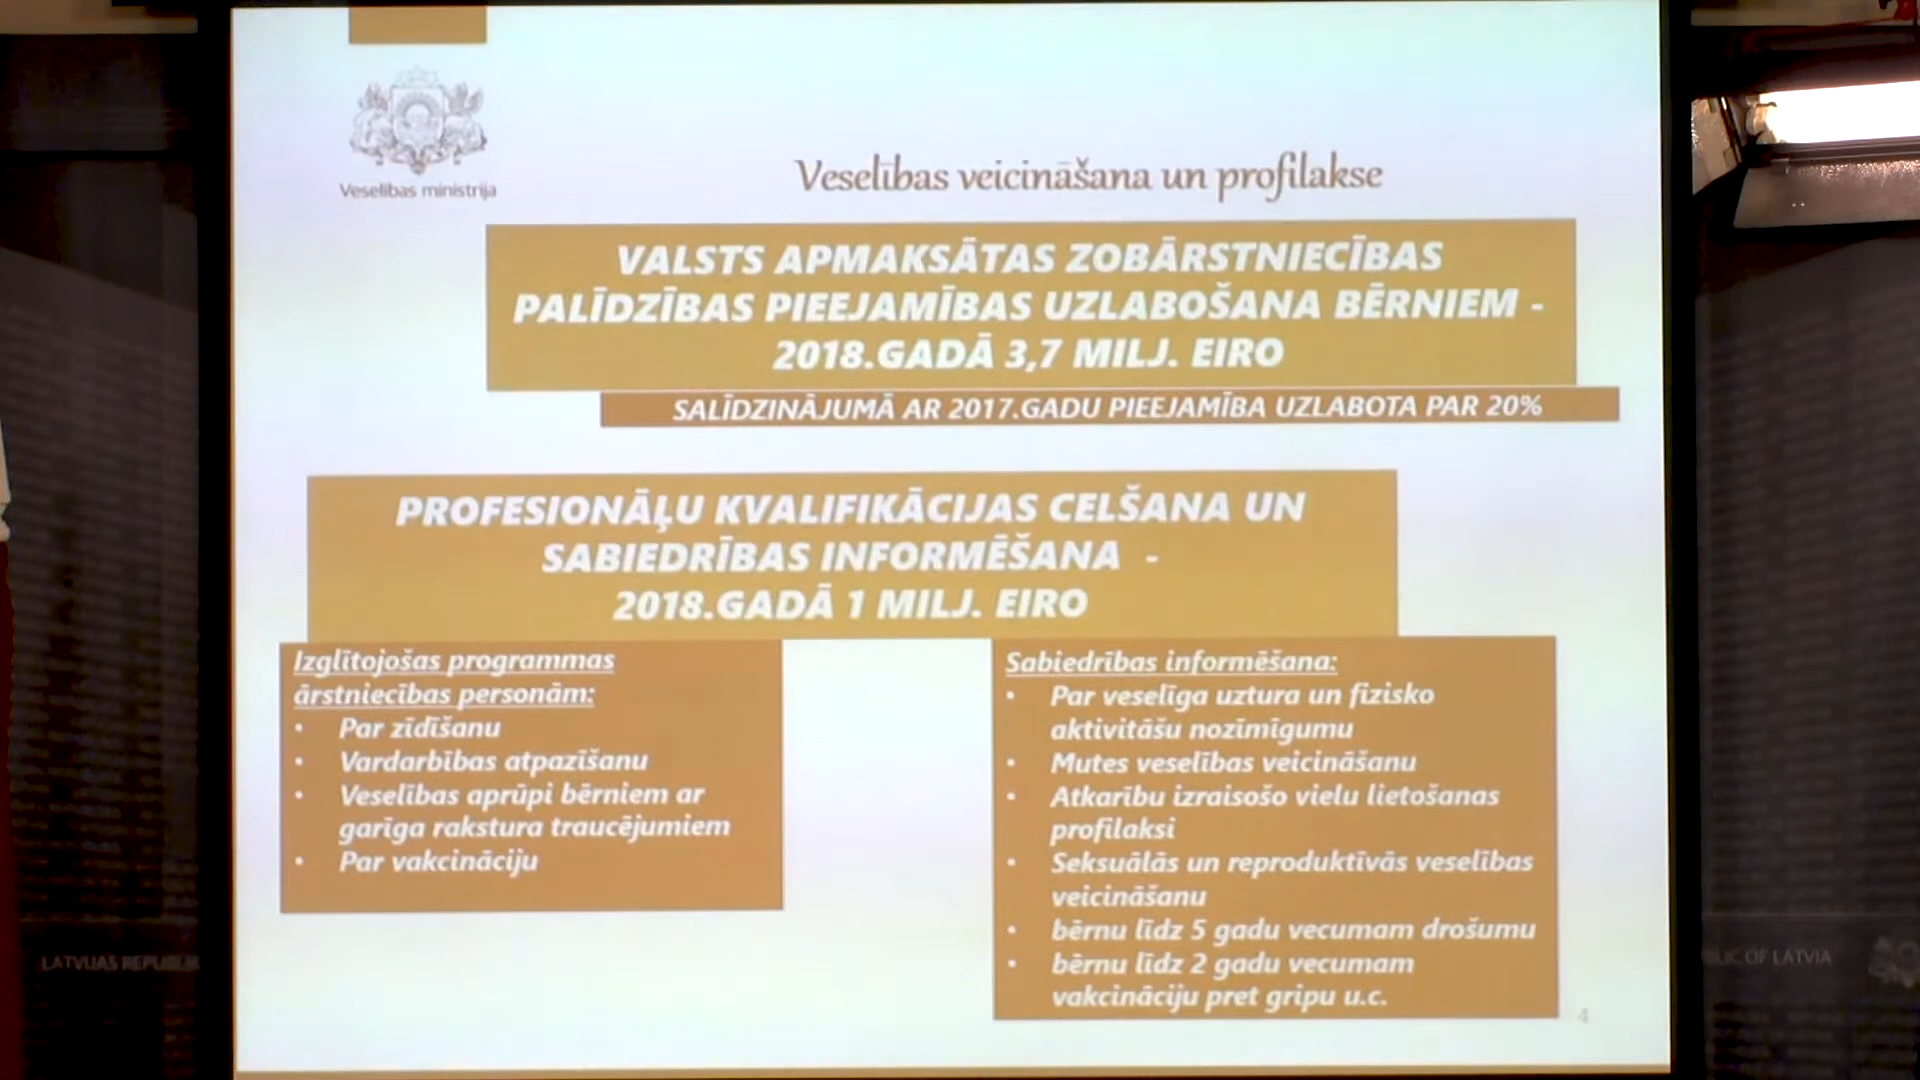 Veselības ministrija
Veselības veicināšana un profilakse
VALSTS APMAKSĀTAS ZOBĀRSTNIECĪBAS
PALĪDZĪBAS PIEEJAMĪBAS UZLABOŠANA BĒRNIEM -
2018.GADĀ 3,7 MILJ. EIRO
SALĪDZINĀJUMĀ AR 2017.GADU PIEEJAMĪBA UZLABOTA PAR 20%
PROFESIONĀĻU KVALIFIKĀCIJAS CELŠANA UN
SABIEDRĪBAS INFORMĒŠANA -
2018.GADĀ 1 MILJ. EIRO
Izglītojošas programmas
ārstniecības personām:
• Par zīdīšanu
• Vardarbības atpazīšanu
• Veselības aprūpi bērniem ar
garīga rakstura traucējumiem
• Par vakcināciju
Sabiedrības informēšana:
• Par veselīga uztura un fizisko
aktivitāšu nozīmīgumu
• Mutes veselības veicināšanu
• Atkarību izraisošo vielu lietošanas
profilaksi
• Seksuālās un reproduktīvās veselības
veicināšanu
• bērnu līdz 5 gadu vecumam drošumu
• bērnu līdz 2 gadu vecumam
vakcināciju pret gripu u.c.
4
LATVIJAS REPUBLIK
OF LATVIA